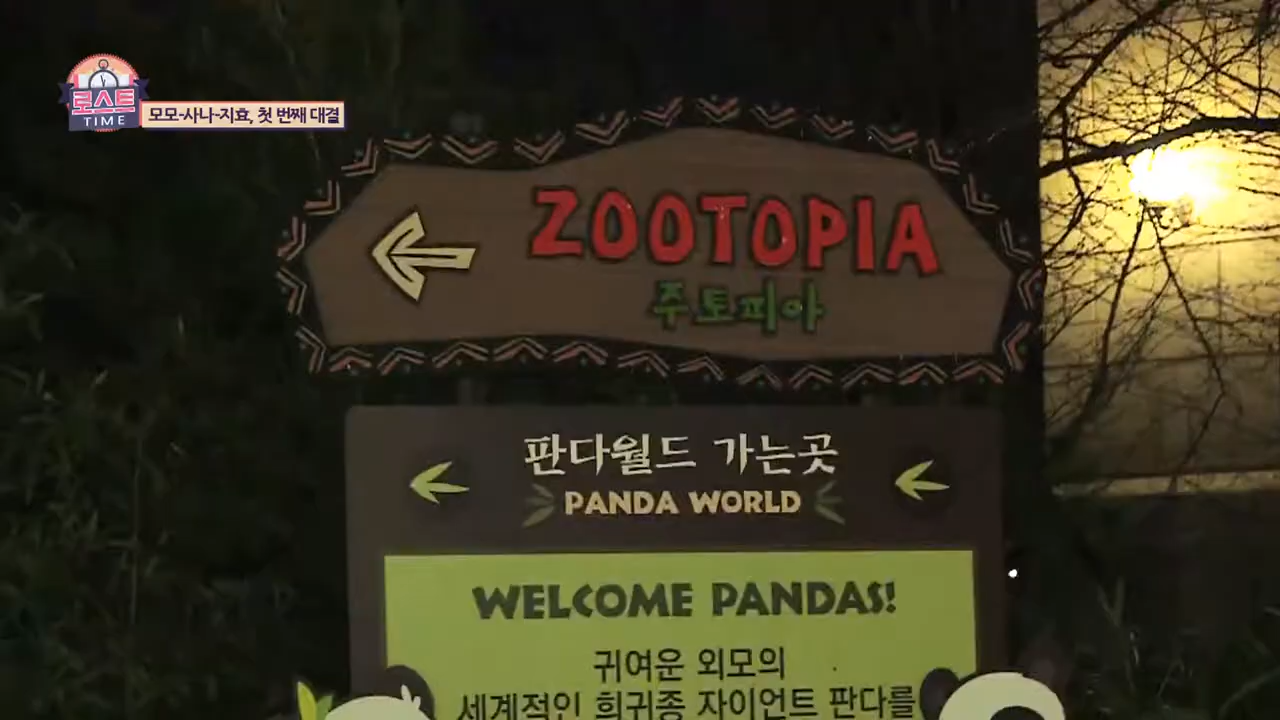 로스트
TIME
모모-사나-지효, 첫 번째 대결
ZOOTOPIA
주토피아
판다월드 가는곳
PANDA WORLD
WELCOME PANDAS!
귀여운 외모의
세계적인 희귀종 자이언트 판다를